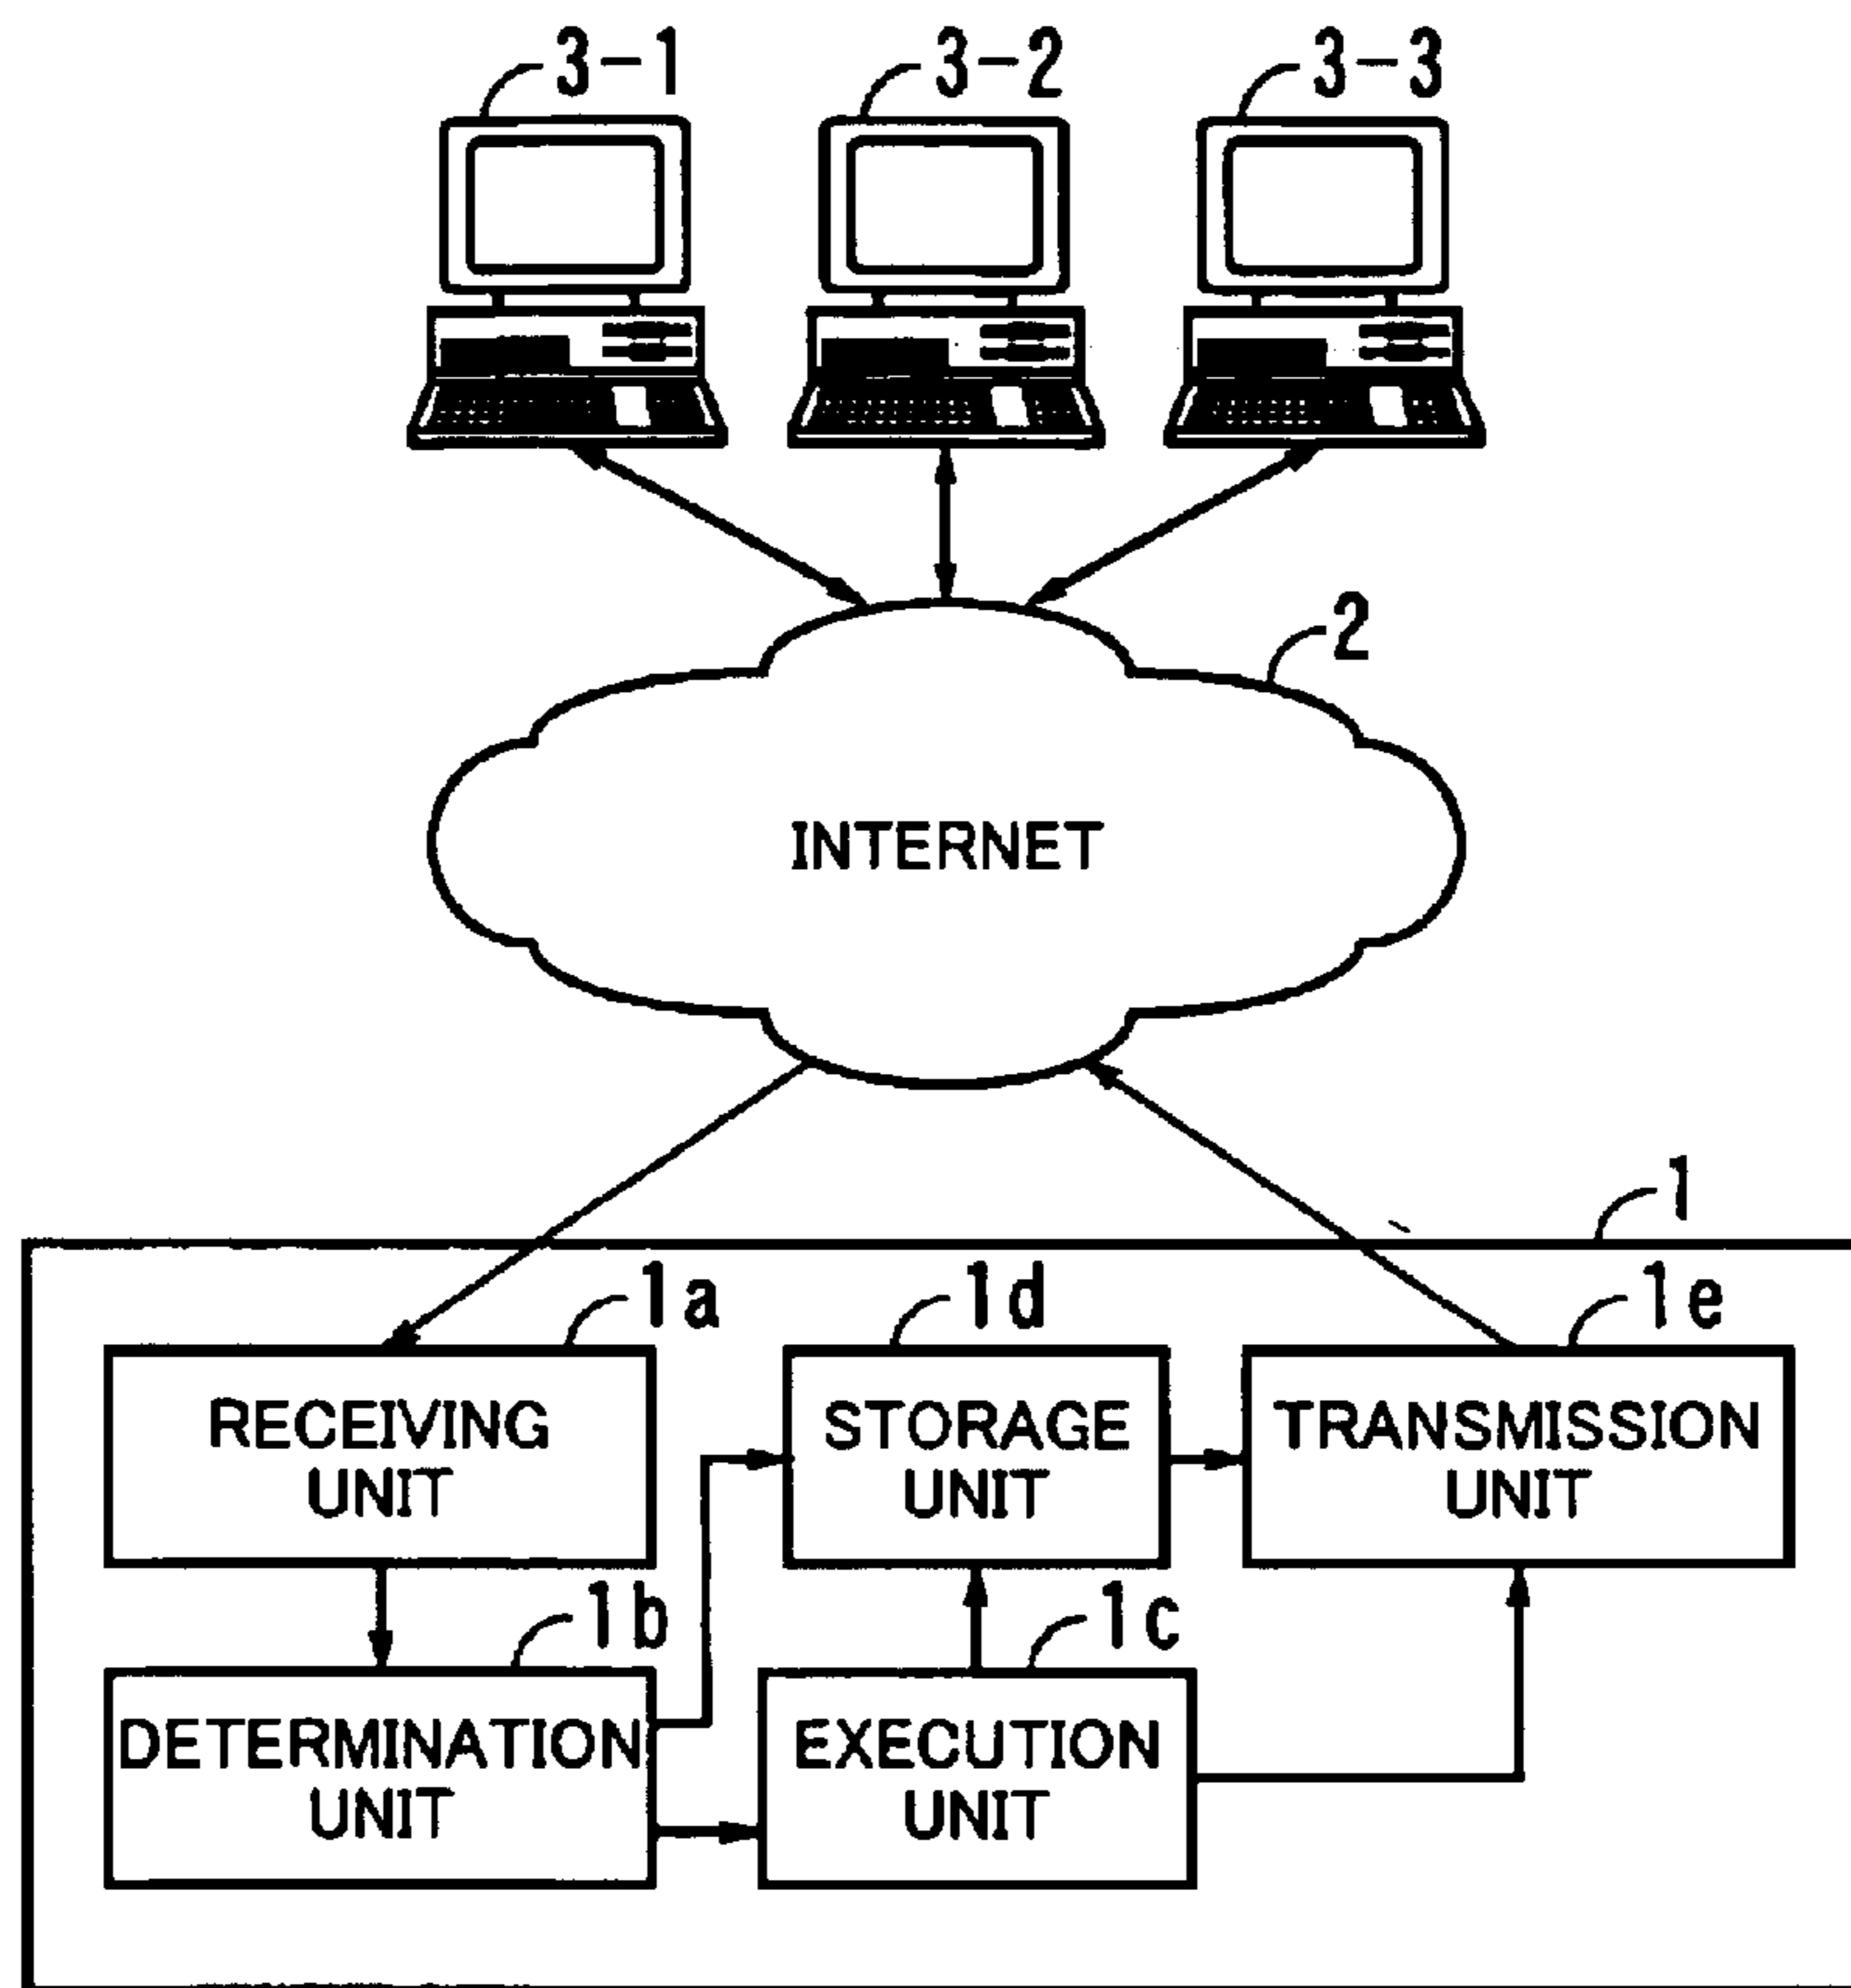 3-1
3-2
3-3
2
INTERNET
1
1a
1d
1e
RECEIVING
UNIT
STORAGE
UNIT
TRANSMISSION
UNIT
1b
1c
DETERMINATION
UNIT
EXECUTION
UNIT